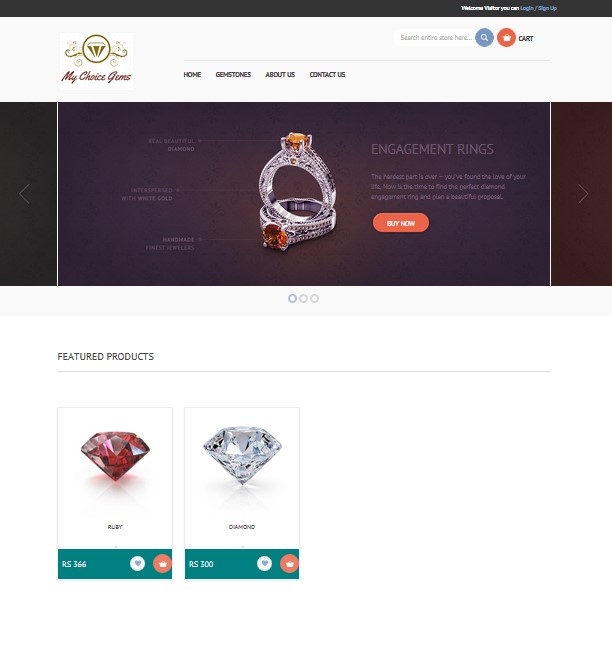 Welcome Visitor you can Login / Sign Up
Search entire store here...
CART
My Choice Gems
HOME
GEMSTONES
ABOUT US
CONTACT US
REAL BEAUTIFUL
DIAMOND
INTERSPERSED
WITH WHITE GOLD
HANDMADE
FINEST JEWELERS
ENGAGEMENT RINGS
The hardest part is over – you've found the love of your
life. Now is the time to find the perfect diamond
engagement ring and plan a beautiful proposal.
BUY NOW
FEATURED PRODUCTS
RUBY
DIAMOND
RS 366
RS 300